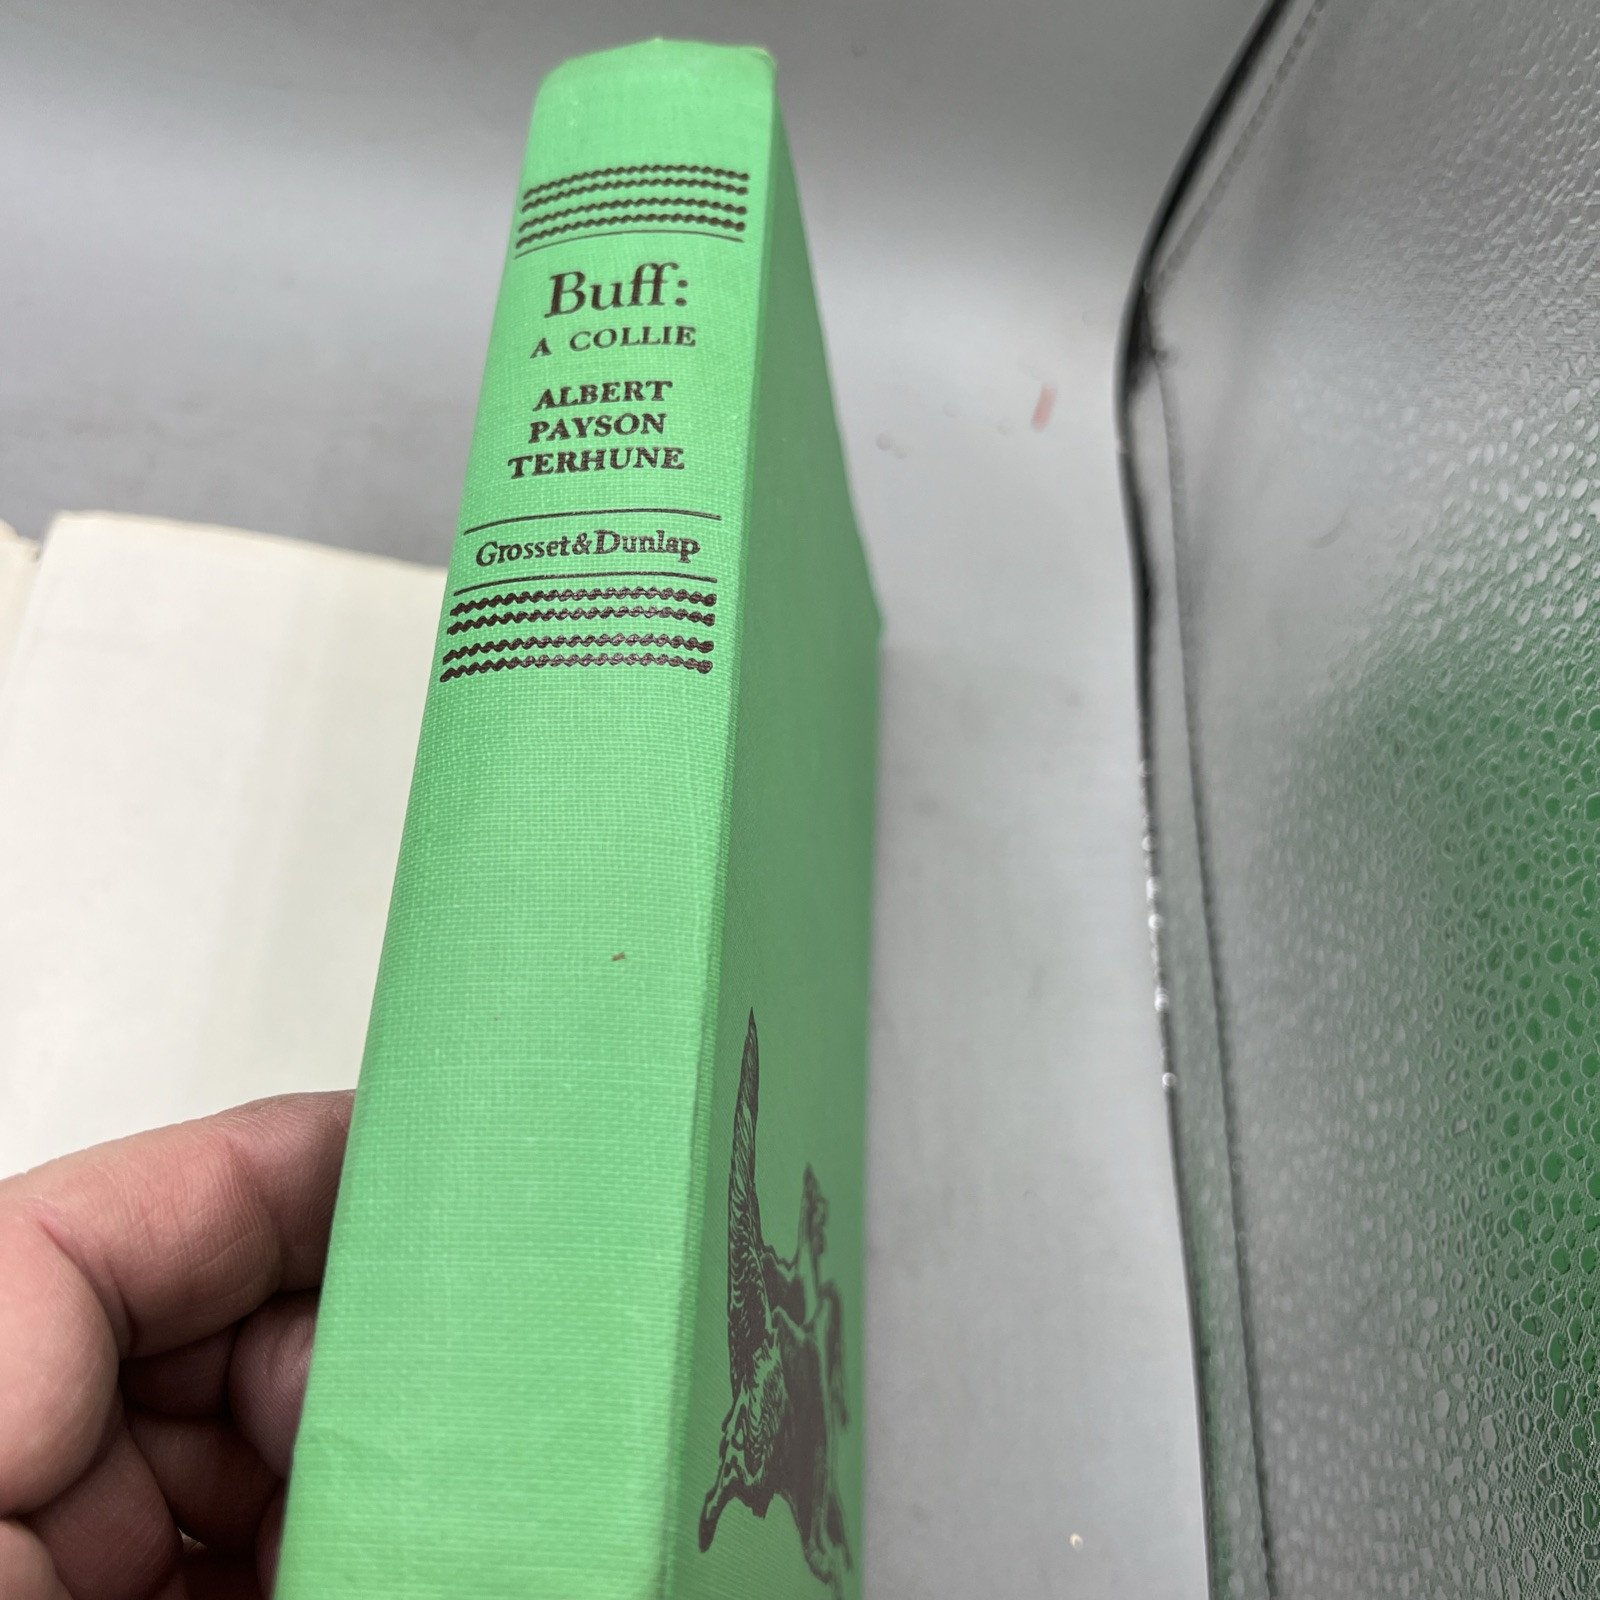 Buff:
A COLLIE
ALBERT
PAYSON
TERHUNE
Grosset&Dunlap